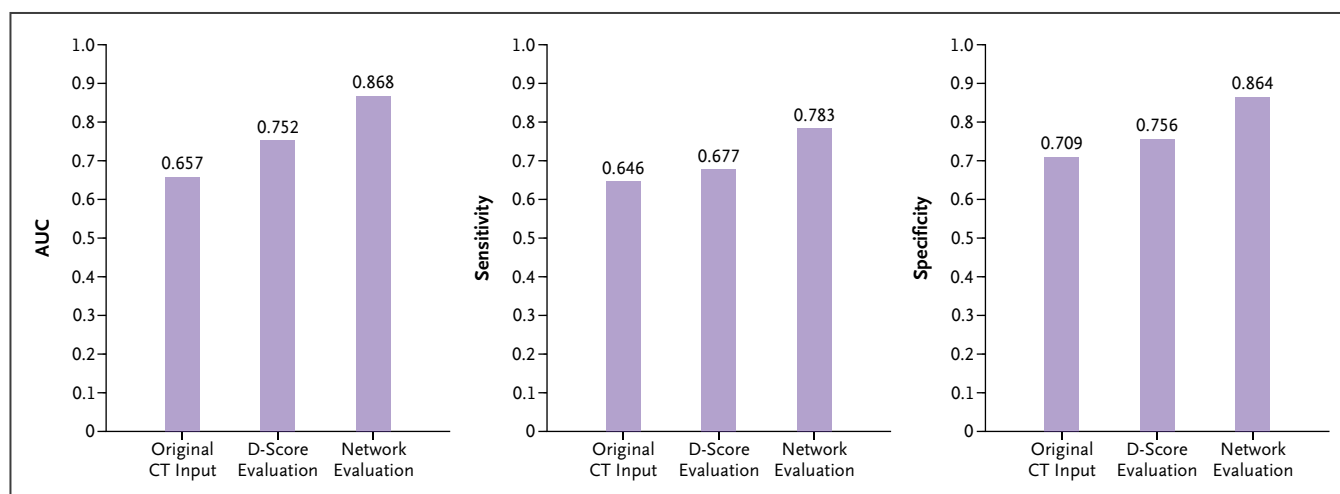 AUC
1.0
0.9
0.8
0.7
0.6
0.5
0.4
0.3
0.2
0.1
0
0.657
0.752
0.868
Original
CT Input
D-Score
Evaluation
Network
Evaluation
Sensitivity
1.0
0.9
0.8
0.7
0.6
0.5
0.4
0.3
0.2
0.1
0
0.646
0.677
0.783
Original
CT Input
D-Score
Evaluation
Network
Evaluation
Specificity
1.0
0.9
0.8
0.7
0.6
0.5
0.4
0.3
0.2
0.1
0
0.709
0.756
0.864
Original
CT Input
D-Score
Evaluation
Network
Evaluation